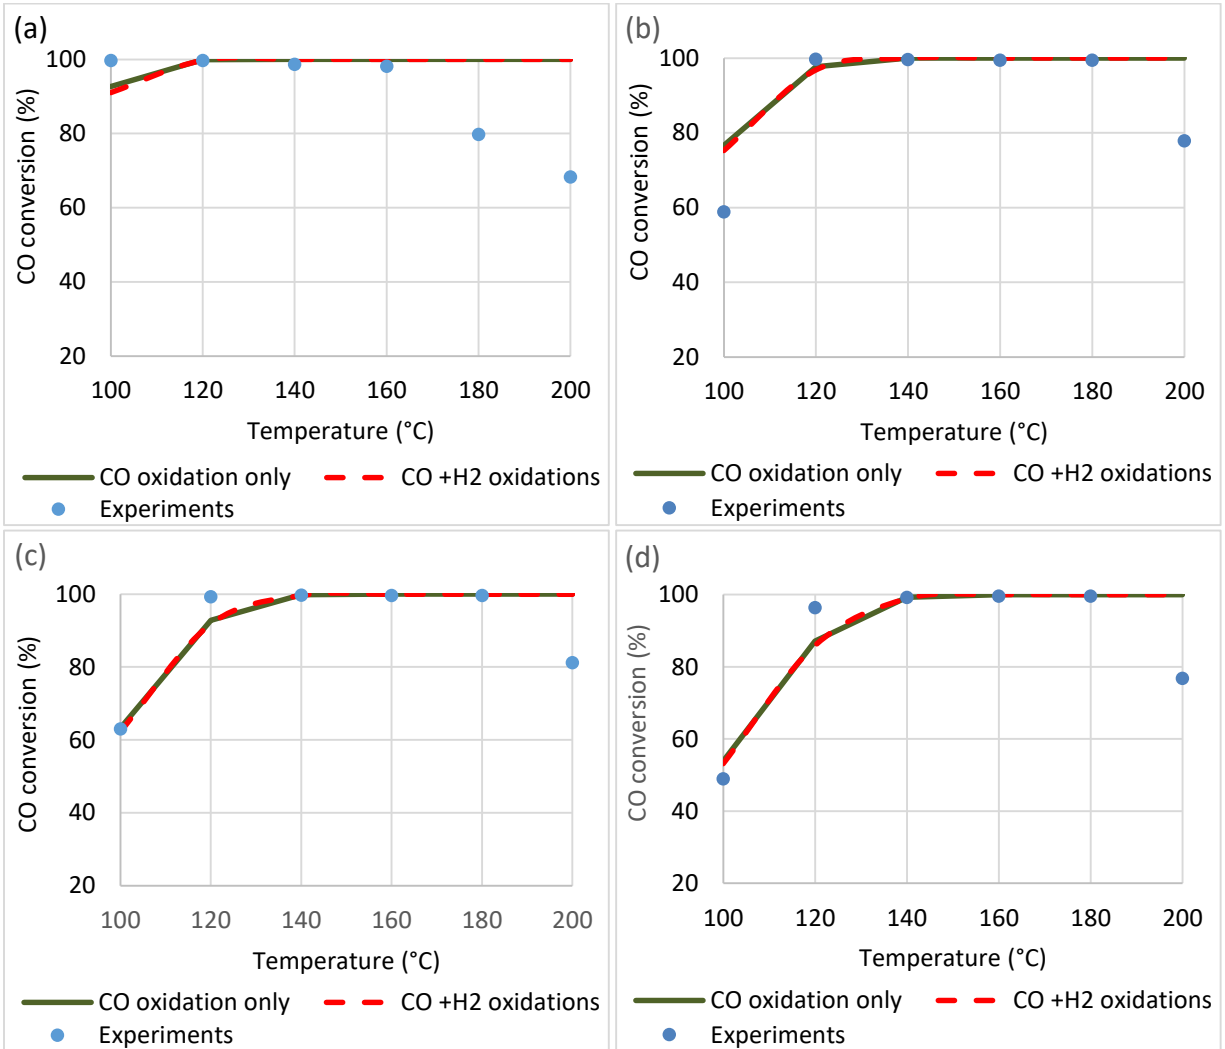 (a)
100
80
60
40
20
CO conversion (%)
100 120 140 160 180 200
Temperature (°C)
CO oxidation only CO +H2 oxidations
Experiments
(b)
100
80
60
40
20
CO conversion (%)
100 120 140 160 180 200
Temperature (°C)
CO oxidation only CO +H2 oxidations
Experiments
(c)
100
80
60
40
20
CO conversion (%)
100 120 140 160 180 200
Temperature (°C)
CO oxidation only CO +H2 oxidations
Experiments
(d)
100
80
60
40
20
CO conversion (%)
100 120 140 160 180 200
Temperature (°C)
CO oxidation only CO +H2 oxidations
Experiments